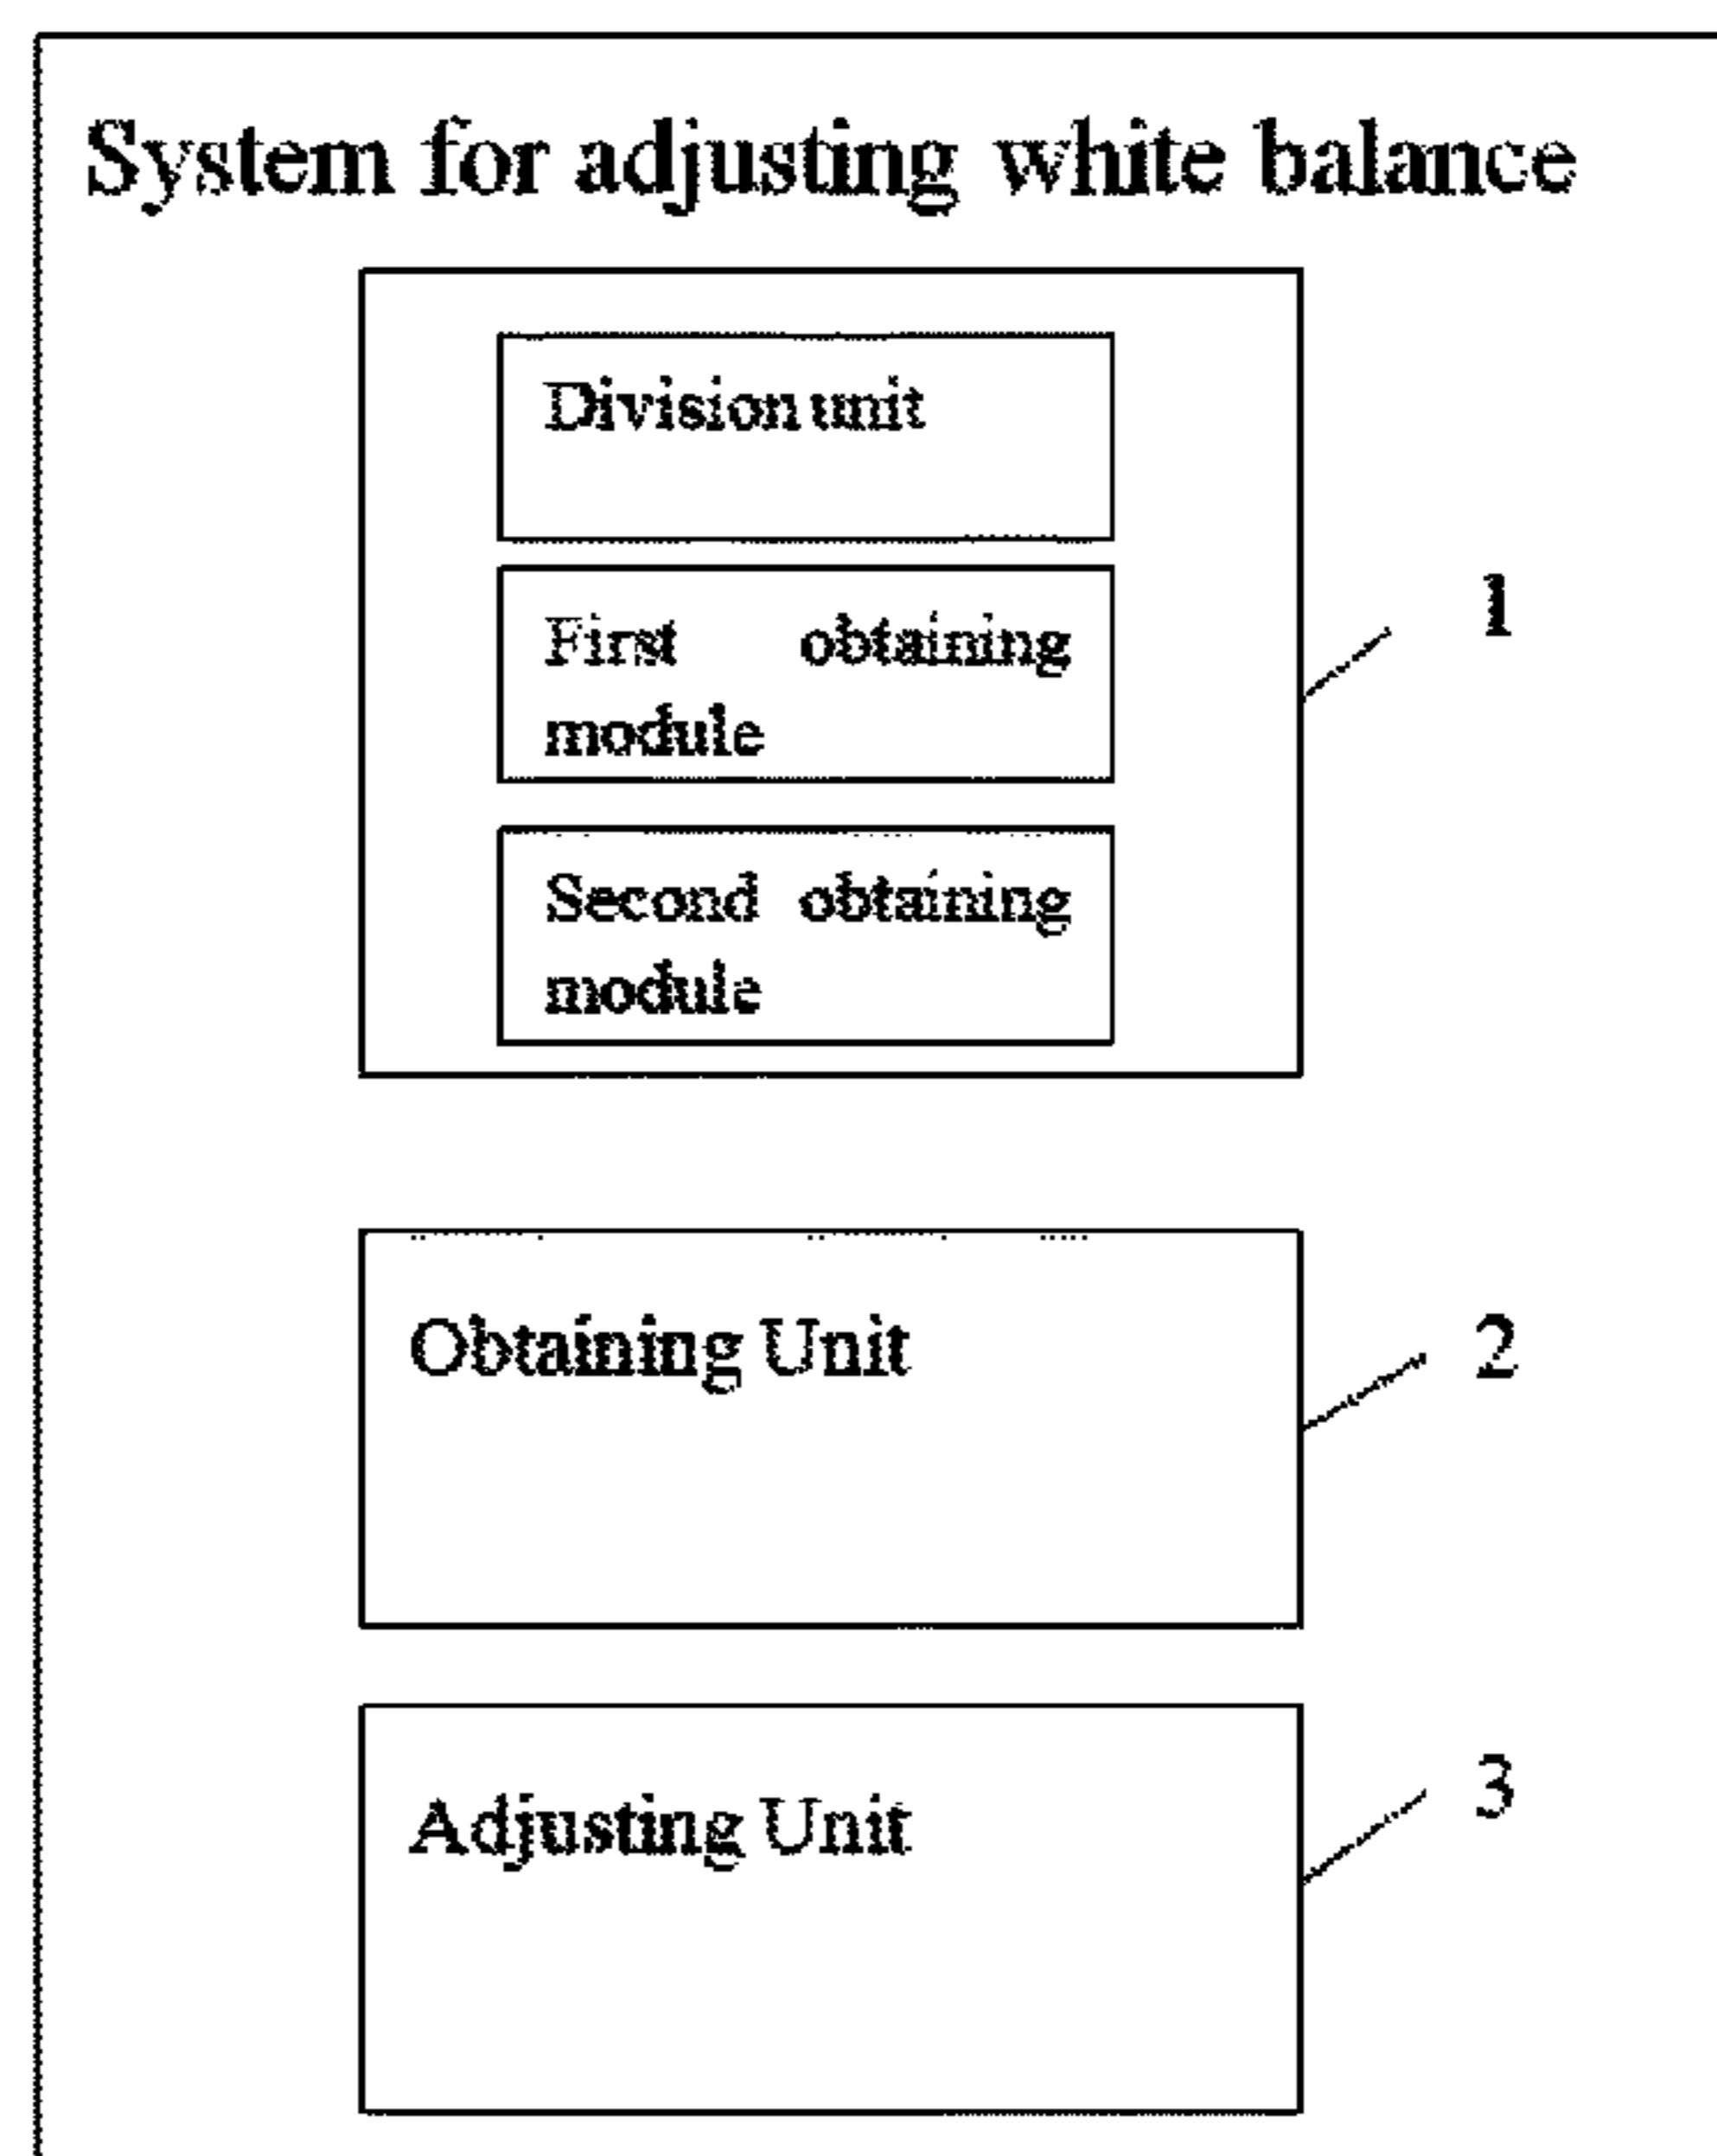 System for adjusting white balance
Division unit
First obtaining
module
1
Second obtaining
module
Obtaining Unit
2
Adjusting Unit
3